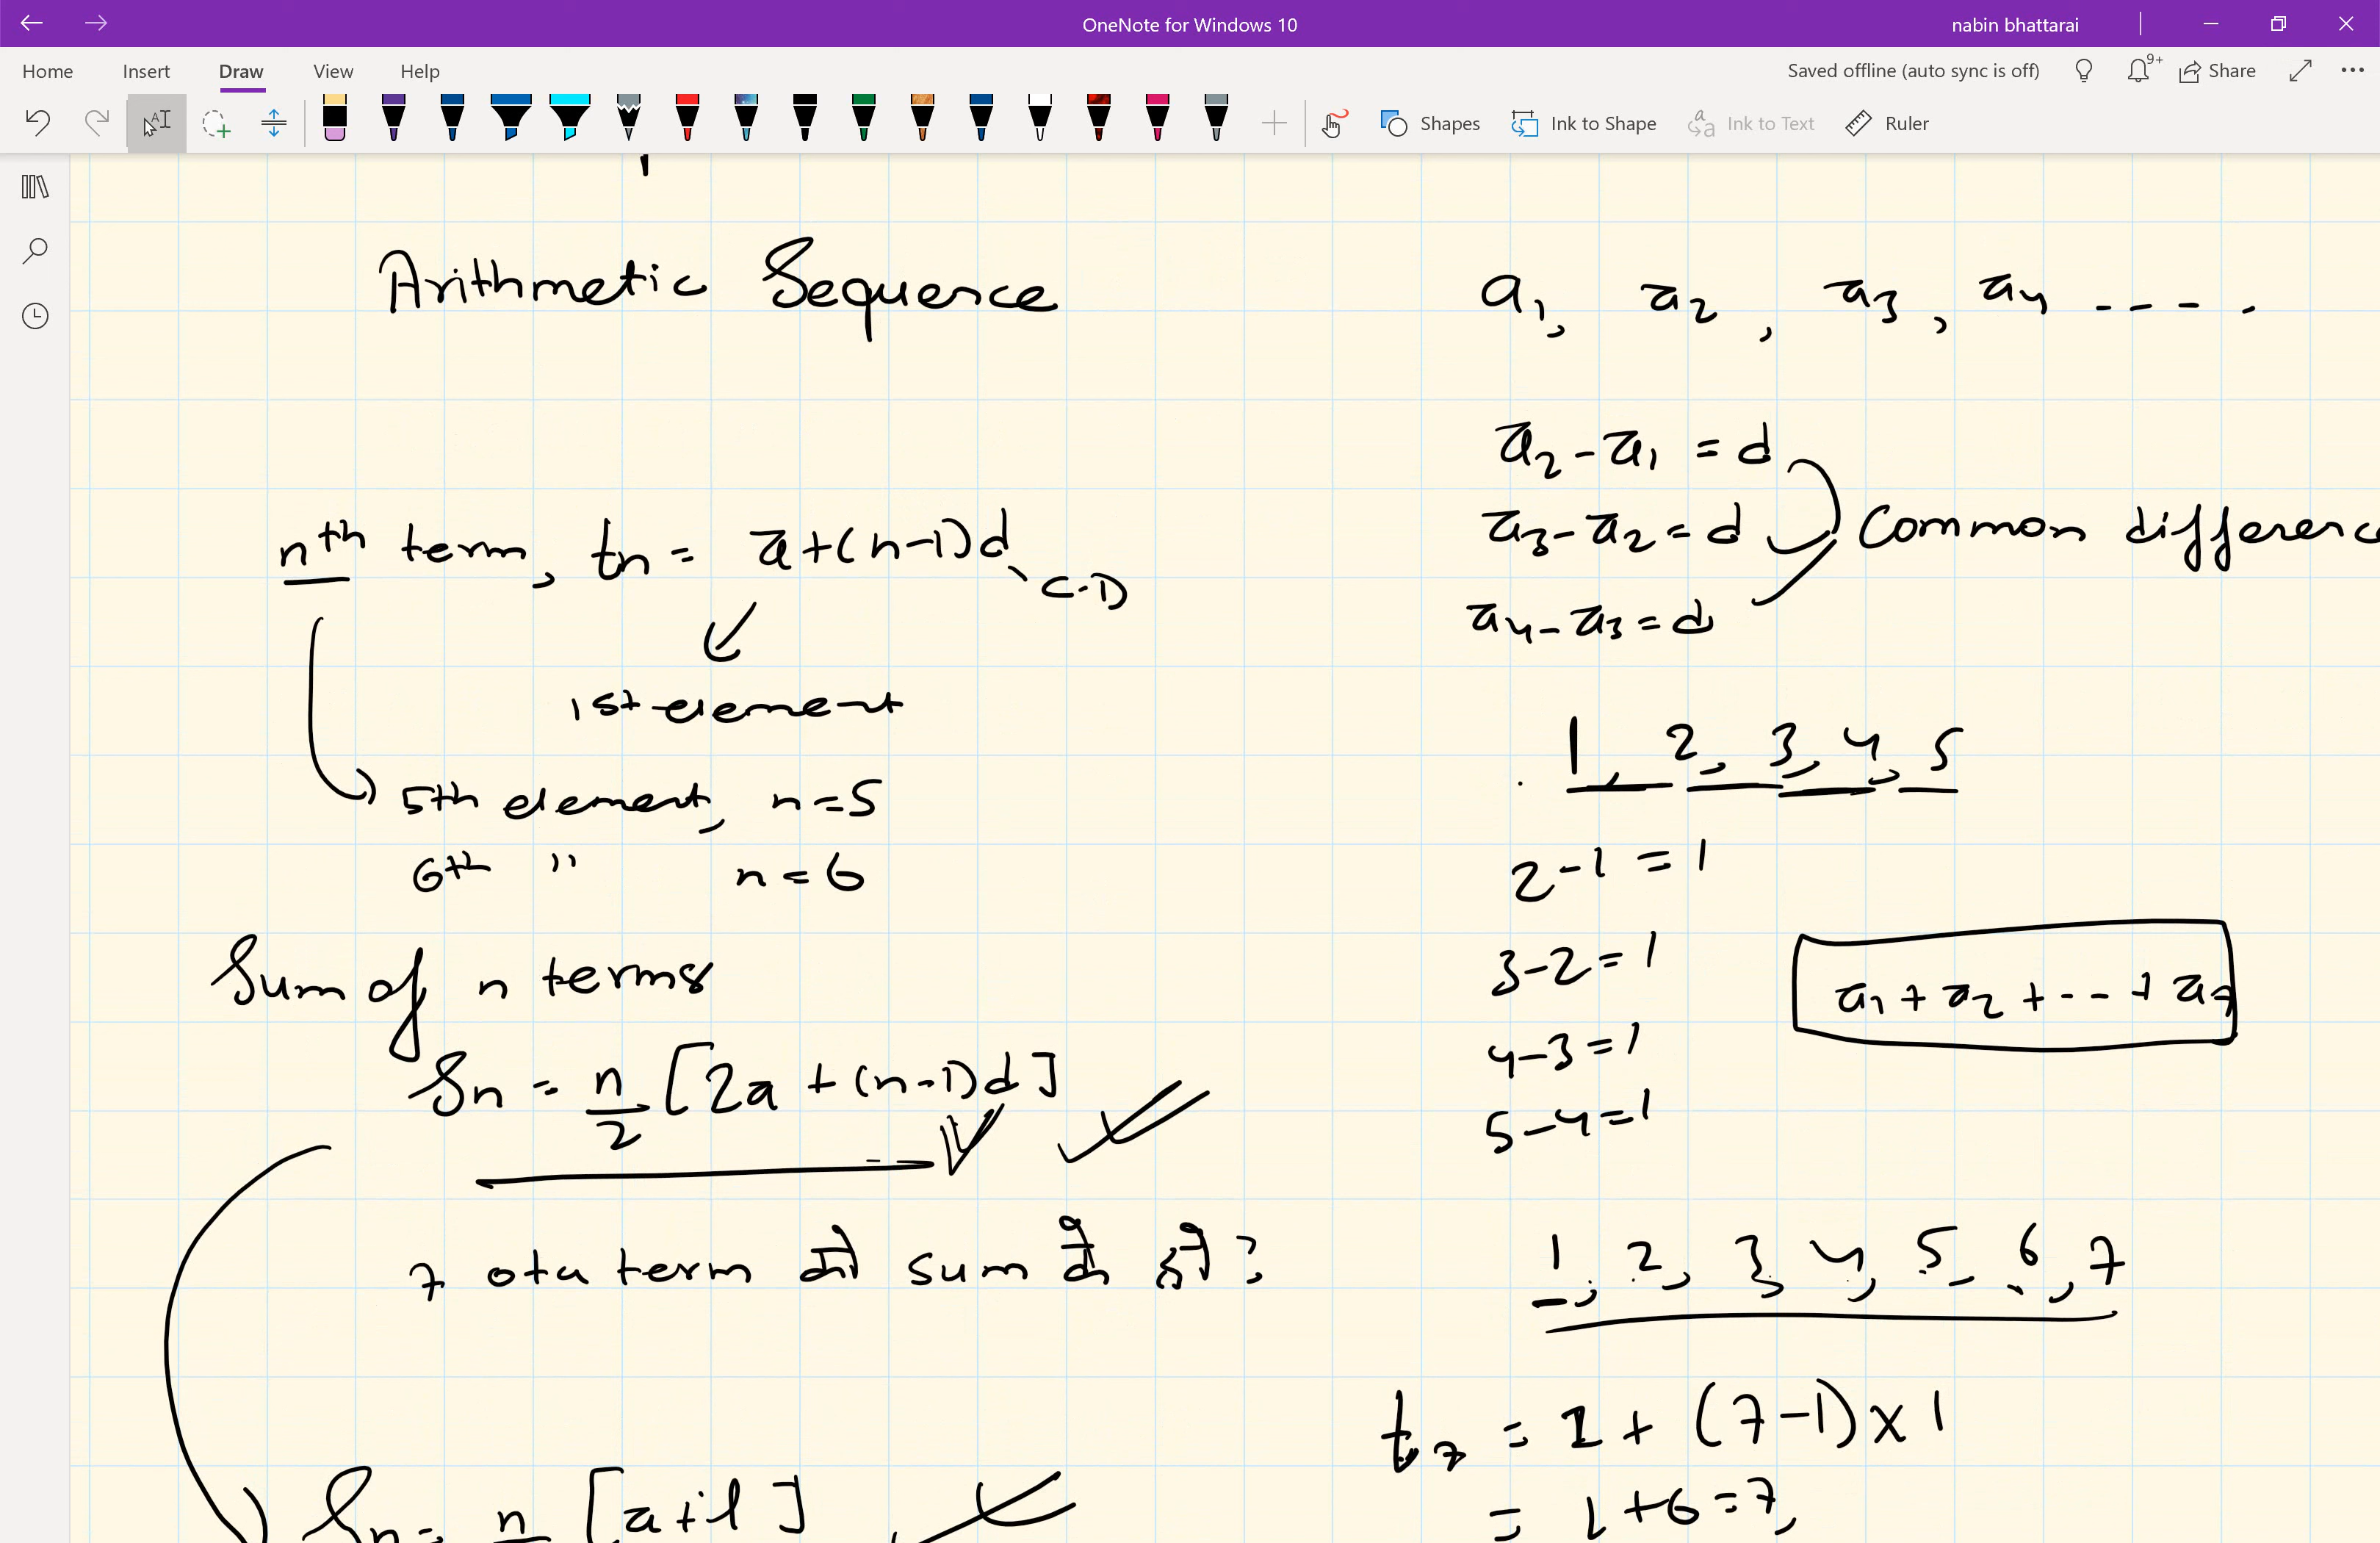 OneNote for Windows 10
nabin bhattarai
Home Insert Draw View Help
Saved offline (auto sync is off) 9+ Share
Shapes Ink to Shape Ink to Text Ruler
Arithmetic Sequence
nth term, tn = a+(n-1)d
C.D
1st element
5th element, n=5
6th " n = 6
Sum of n terms
Sn = n/2 [2a + (n-1)d]
7 ota term को sum के हो ?
Sn = n [a+l]
a1, a2, a3, a4 -----
a2 - a1 = d
a3 - a2 = d
Common difference
a4 - a3 = d
1, 2, 3, 4, 5
2-1 = 1
3-2 = 1
4-3 = 1
5-4 = 1
a1 + a2 + --- + a7
1, 2, 3, 4, 5, 6, 7
t7 = 1 + (7-1)×1
= 1+6=7,